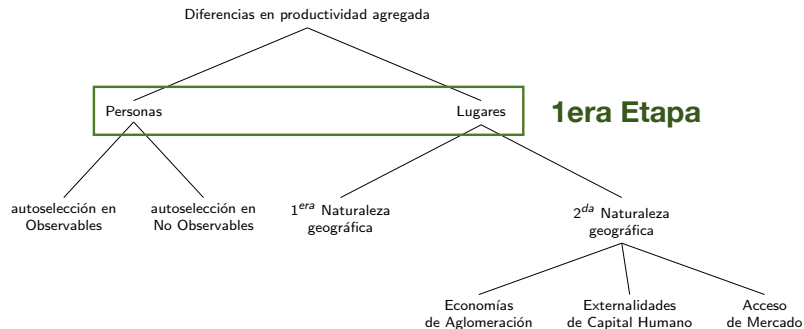 Diferencias en productividad agregada
Personas
Lugares
1era Etapa
autoselección en
Observables
autoselección en
No Observables
1era Naturaleza
geográfica
2da Naturaleza
geográfica
Economías
de Aglomeración
Externalidades
de Capital Humano
Acceso
de Mercado